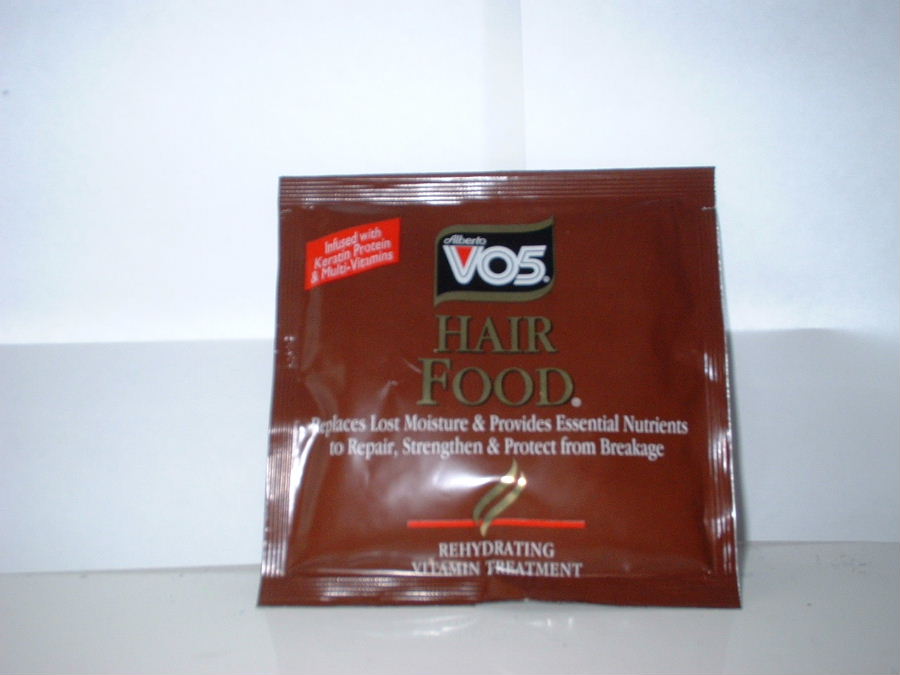 Infused with
Keratin Protein
& Multi-Vitamins
Alberto
VO5®
HAIR
FOOD®
Replaces Lost Moisture & Provides Essential Nutrients
to Repair, Strengthen & Protect from Breakage
REHYDRATING
VITAMIN TREATMENT